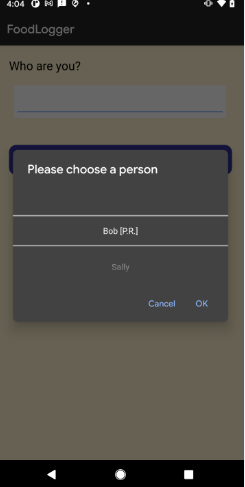 4:04
FoodLogger
Who are you?
Please choose a person
Bob [P.R.]
Sally
Cancel OK